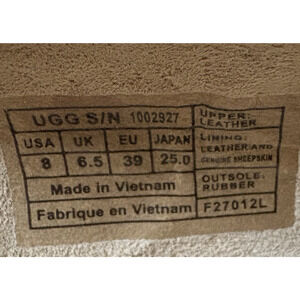 UGG S/N 1002927
USA UK EU JAPAN
8 6.5 39 25.0
Made in Vietnam
Fabrique en Vietnam
UPPER:
LEATHER
LINING:
LEATHER AND
GENUINE SHEEPSKIN
OUTSOLE:
RUBBER
F27012L